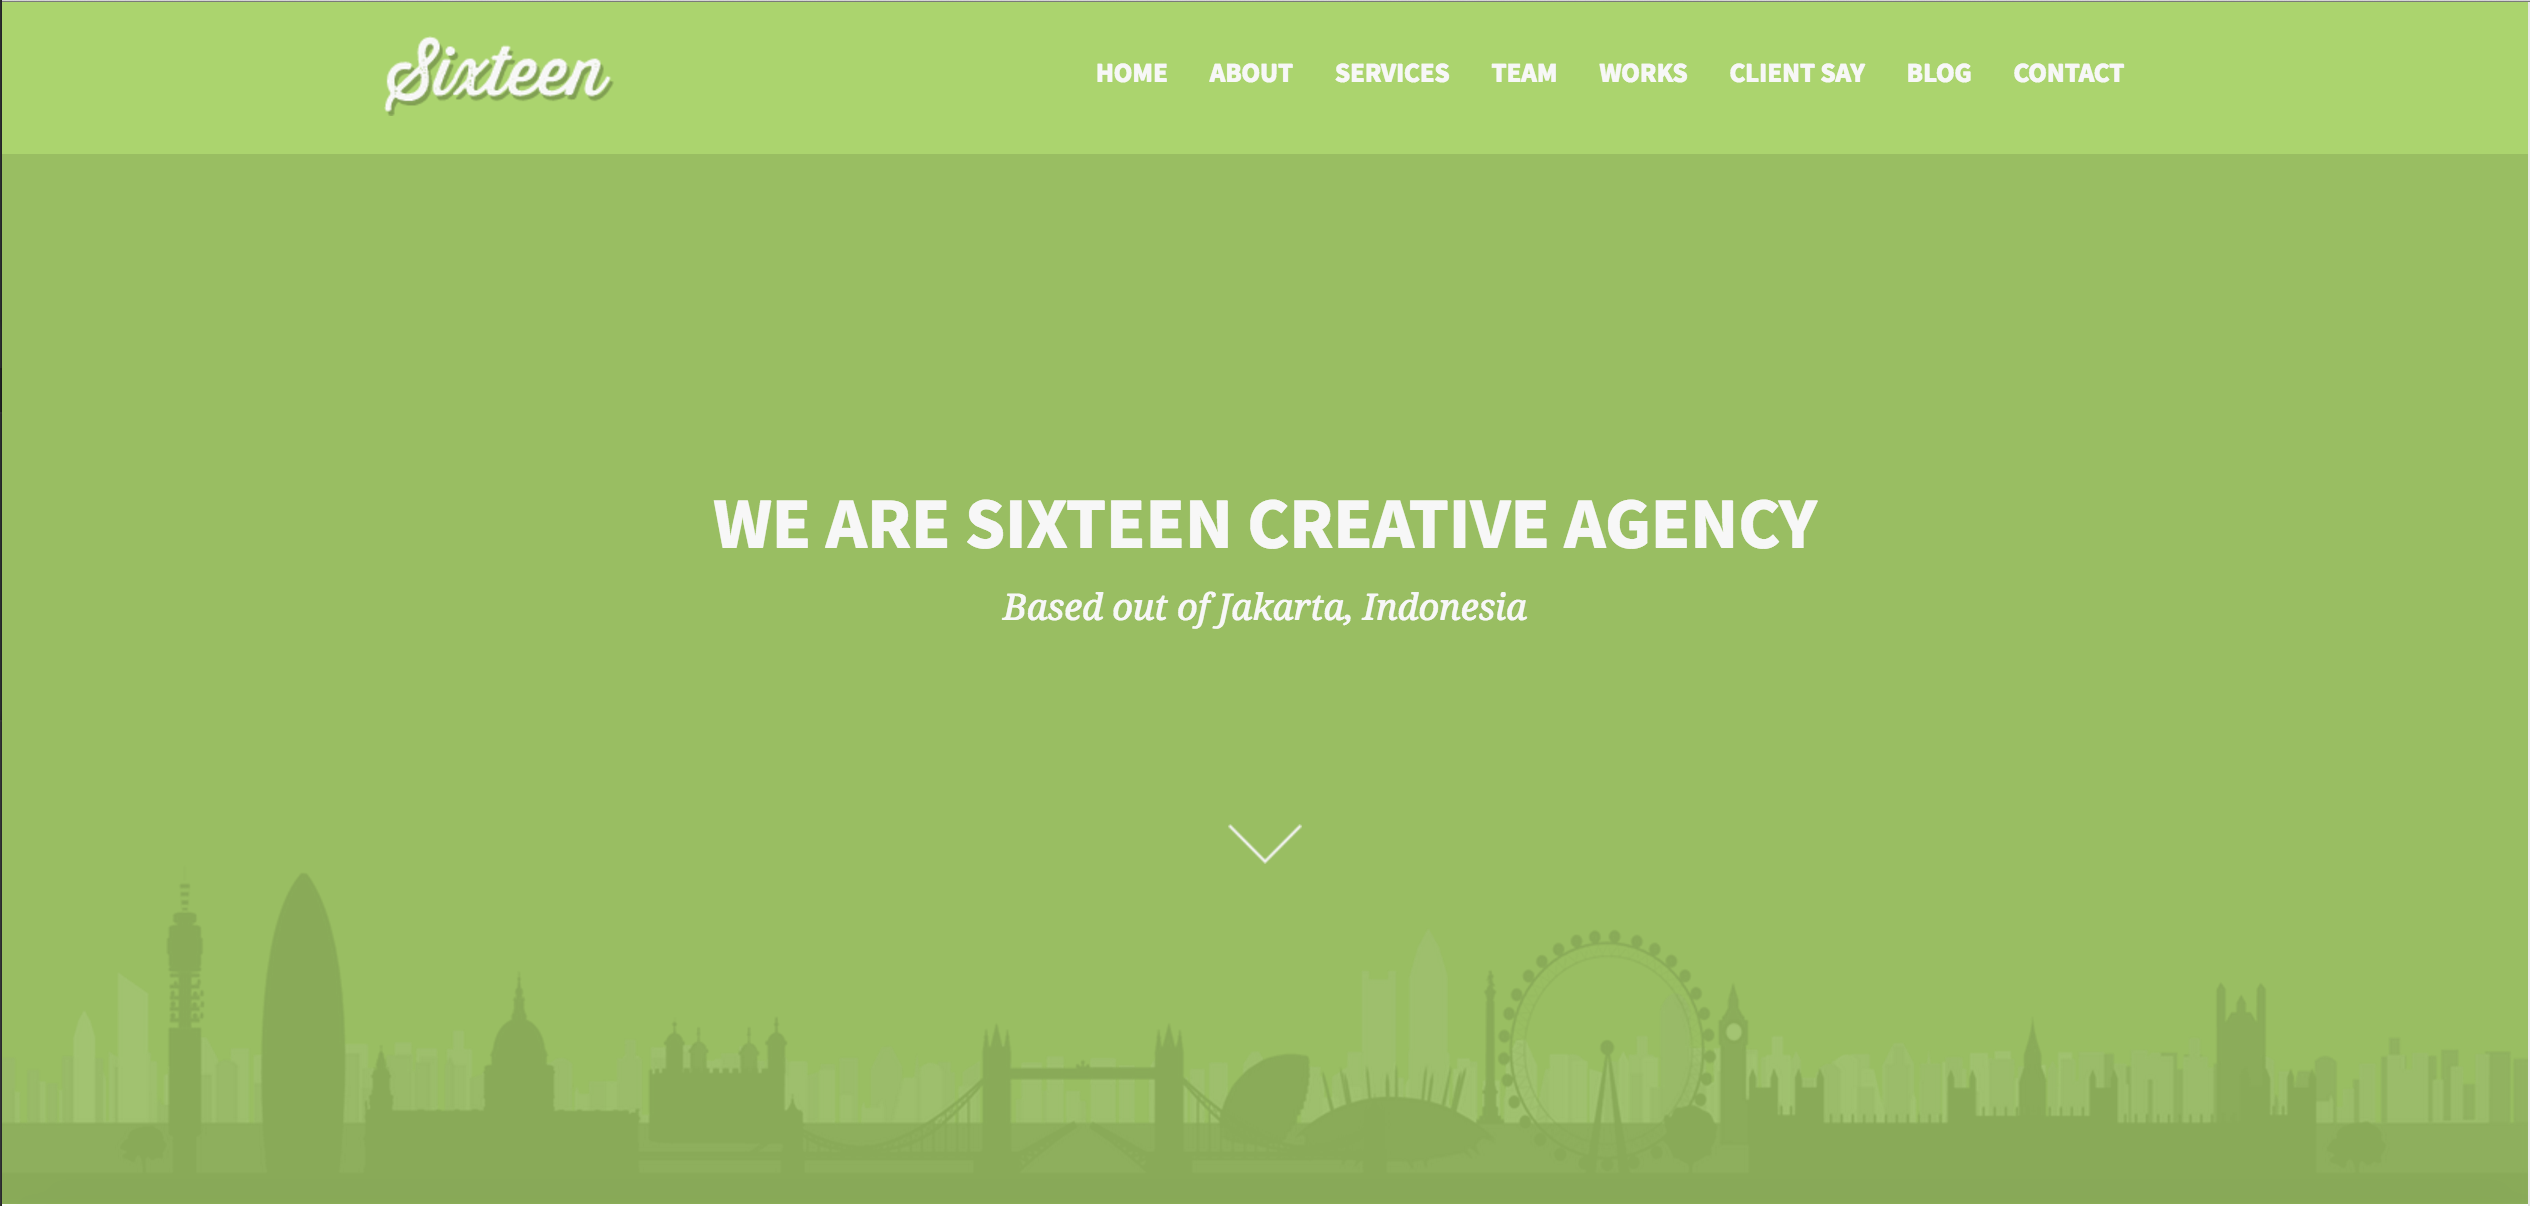 Sixteen
HOME ABOUT SERVICES TEAM WORKS CLIENT SAY BLOG CONTACT
WE ARE SIXTEEN CREATIVE AGENCY
Based out of Jakarta, Indonesia